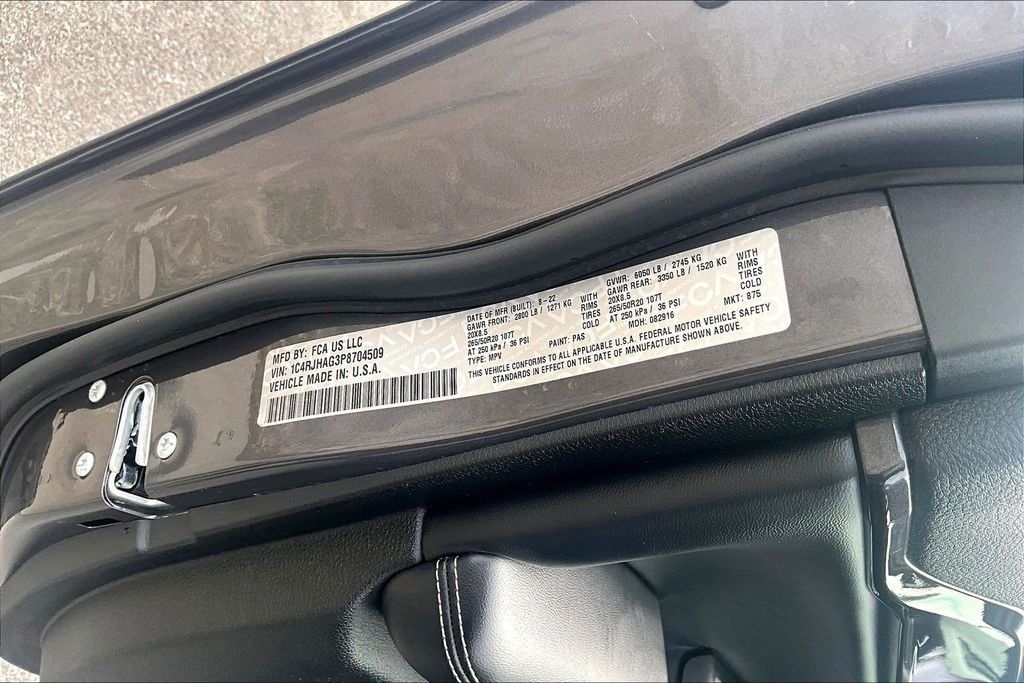 MFD BY: FCA US LLC
VIN: 1C4RJHAG3P8704509
VEHICLE MADE IN: U.S.A.
DATE OF MFR (BUILT): 8-22
GAWR FRONT: 2800 LB / 1271 KG WITH
20X8.5 RIMS
265/50R20 107T TIRES
AT 250 kPa / 36 PSI COLD
TYPE: MPV
PAINT: PAS
GVWR: 6050 LB / 2745 KG
GAWR REAR: 3350 LB / 1520 KG WITH
20X8.5 RIMS
265/50R20 107T TIRES
AT 250 kPa / 36 PSI COLD
MDH: 082916
MKT: 875
THIS VEHICLE CONFORMS TO ALL APPLICABLE U.S.A. FEDERAL MOTOR VEHICLE SAFETY
STANDARDS IN EFFECT ON THE DATE OF MANUFACTURE SHOWN ABOVE.